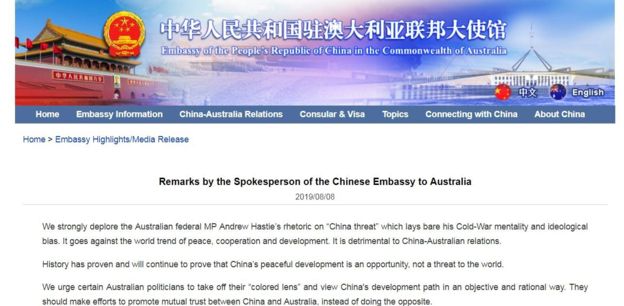 中华人民共和国驻澳大利亚联邦大使馆
Embassy of the People's Republic of China in the Commonwealth of Australia
中文 English
Home Embassy Information China-Australia Relations Consular & Visa Topics Connecting with China About China
Home > Embassy Highlights/Media Release
Remarks by the Spokesperson of the Chinese Embassy to Australia
2019/08/08
We strongly deplore the Australian federal MP Andrew Hastie's rhetoric on “China threat” which lays bare his Cold-War mentality and ideological
bias. It goes against the world trend of peace, cooperation and development. It is detrimental to China-Australian relations.
History has proven and will continue to prove that China's peaceful development is an opportunity, not a threat to the world.
We urge certain Australian politicians to take off their “colored lens” and view China's development path in an objective and rational way. They
should make efforts to promote mutual trust between China and Australia, instead of doing the opposite.